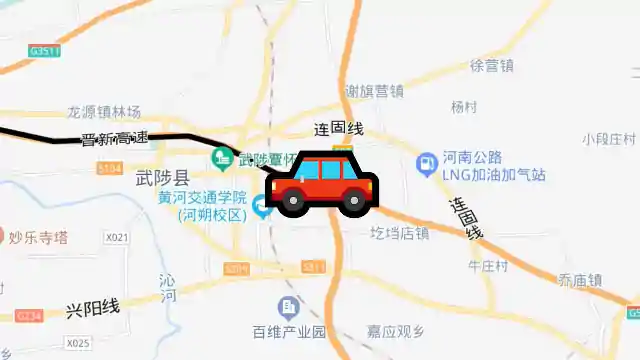 G3511
徐营镇
谢旗营镇
杨村
龙源镇林场
连固线
小段庄村
晋新高速
武陟覃怀
河南公路
LNG加油加气站
S104
武陟县
黄河交通学院
(河朔校区)
连固线
X021
妙乐寺塔
圪垱店镇
牛庄村
S309
S311
沁河
乔庙镇
兴阳线
G234
百维产业园
嘉应观乡
X025